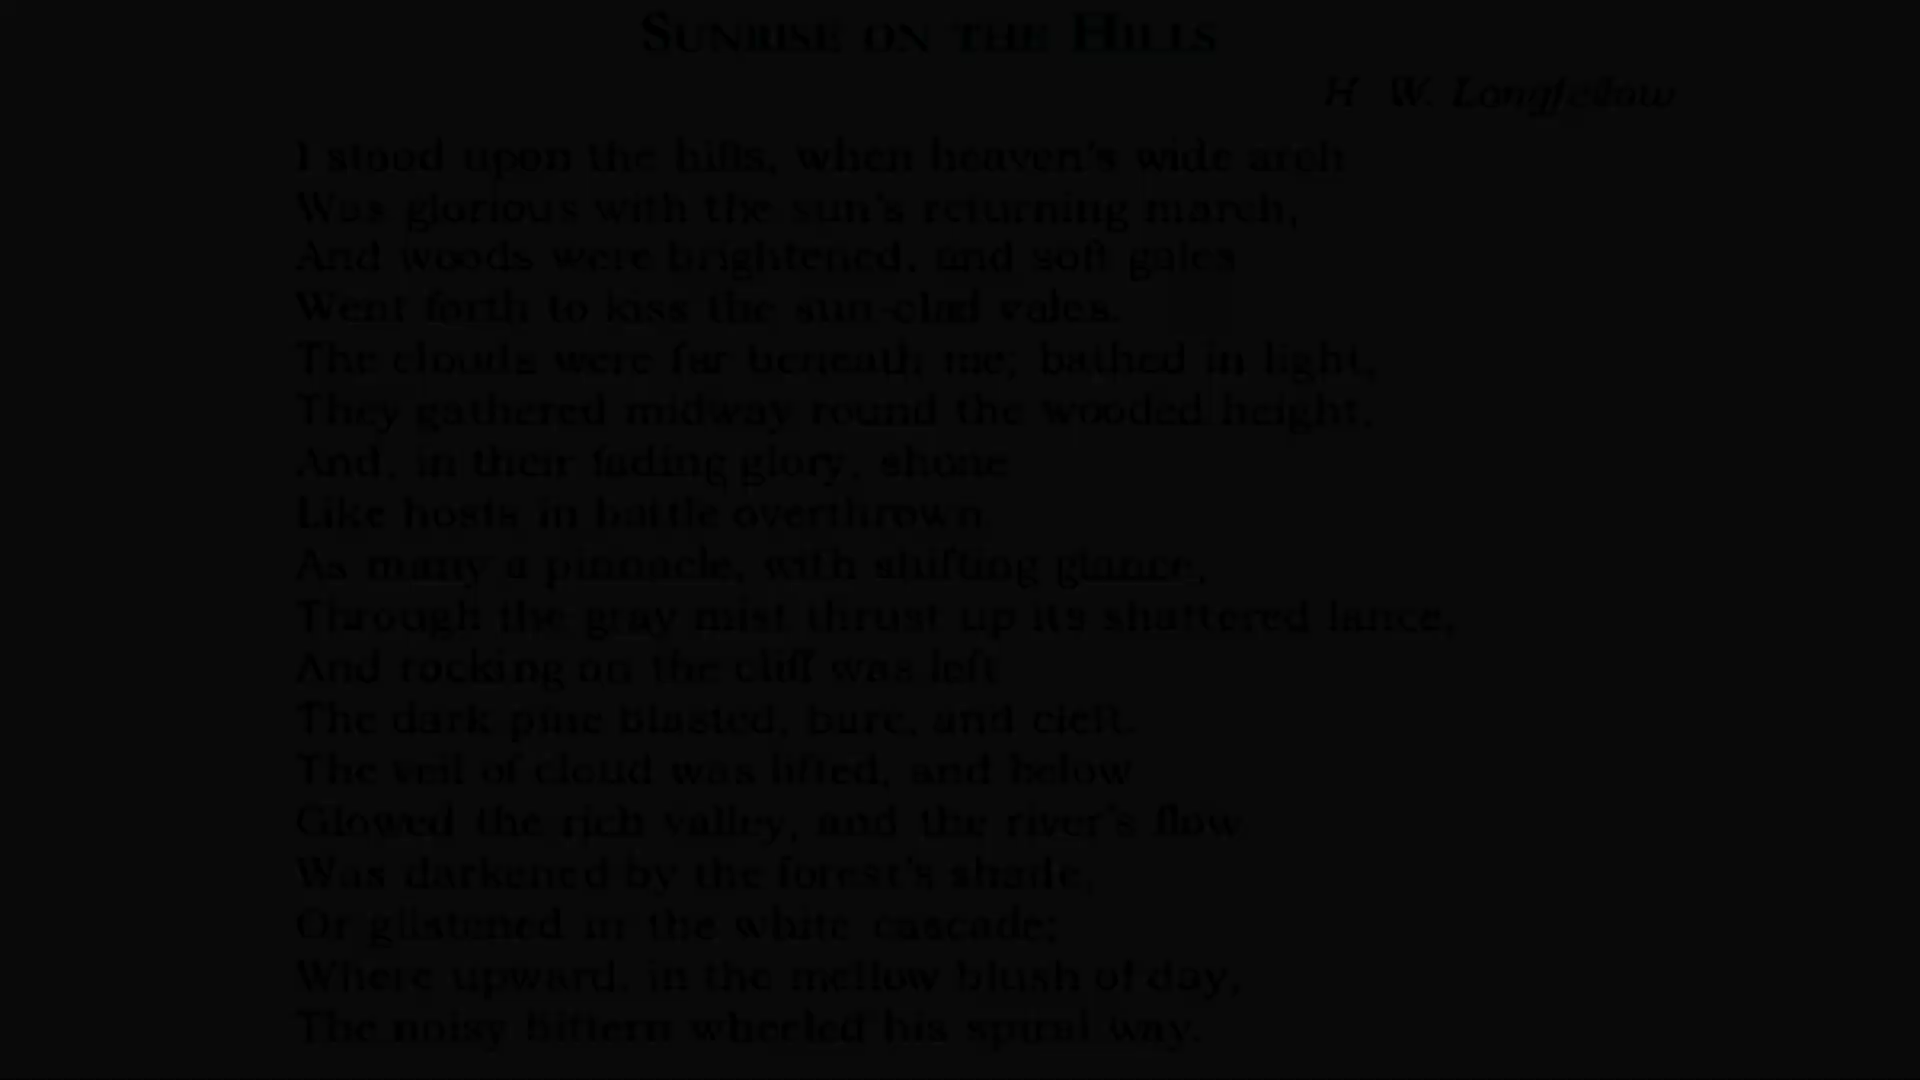 SUNRISE ON THE HILLS
H. W. Longfellow
I stood upon the hills, when heaven's wide arch
Was glorious with the sun's returning march,
And woods were brightened, and soft gales
Went forth to kiss the sun-clad vales.
The clouds were far beneath me; bathed in light,
They gathered midway round the wooded height,
And, in their fading glory, shone
Like hosts in battle overthrown.
As many a pinnacle, with shifting glance,
Through the gray mist thrust up its shattered lance,
And rocking on the cliff was left
The dark pine blasted, bare, and cleft.
The veil of cloud was lifted, and below
Glowed the rich valley, and the river's flow
Was darkened by the forest's shade,
Or glistened in the white cascade;
Where upward, in the mellow blush of day,
The noisy bittern wheeled his spiral way.